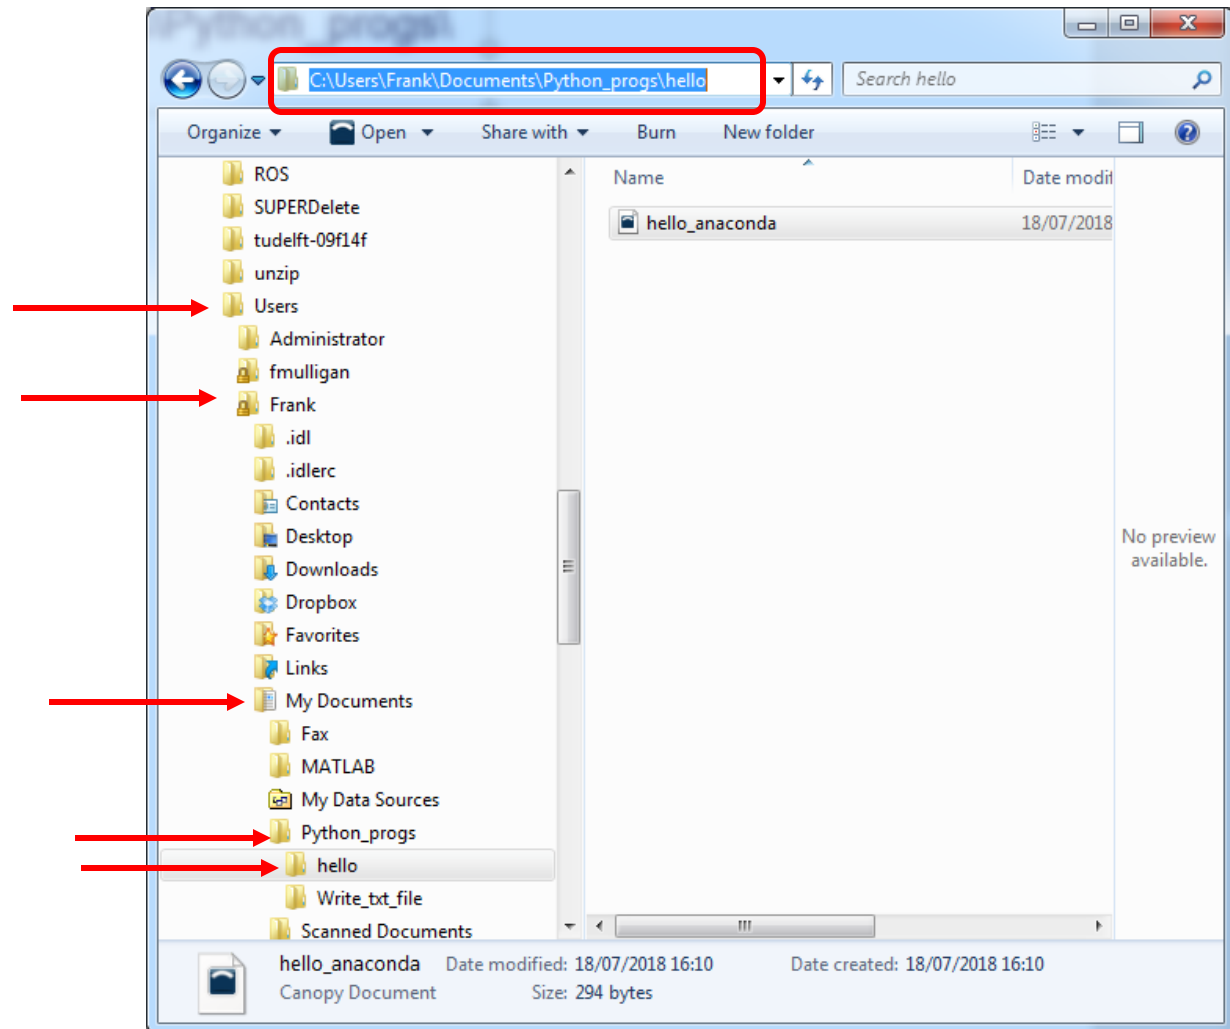 \Python_progs\
C:\Users\Frank\Documents\Python_progs\hello
Search hello
Organize Open Share with Burn New folder
ROS
SUPERDelete
tudelft-09f14f
unzip
Users
Administrator
fmulligan
Frank
.idl
.idlerc
Contacts
Desktop
Downloads
Dropbox
Favorites
Links
My Documents
Fax
MATLAB
My Data Sources
Python_progs
hello
Write_txt_file
Scanned Documents
Name Date modif
hello_anaconda 18/07/2018
No preview
available.
hello_anaconda Date modified: 18/07/2018 16:10 Date created: 18/07/2018 16:10
Canopy Document Size: 294 bytes